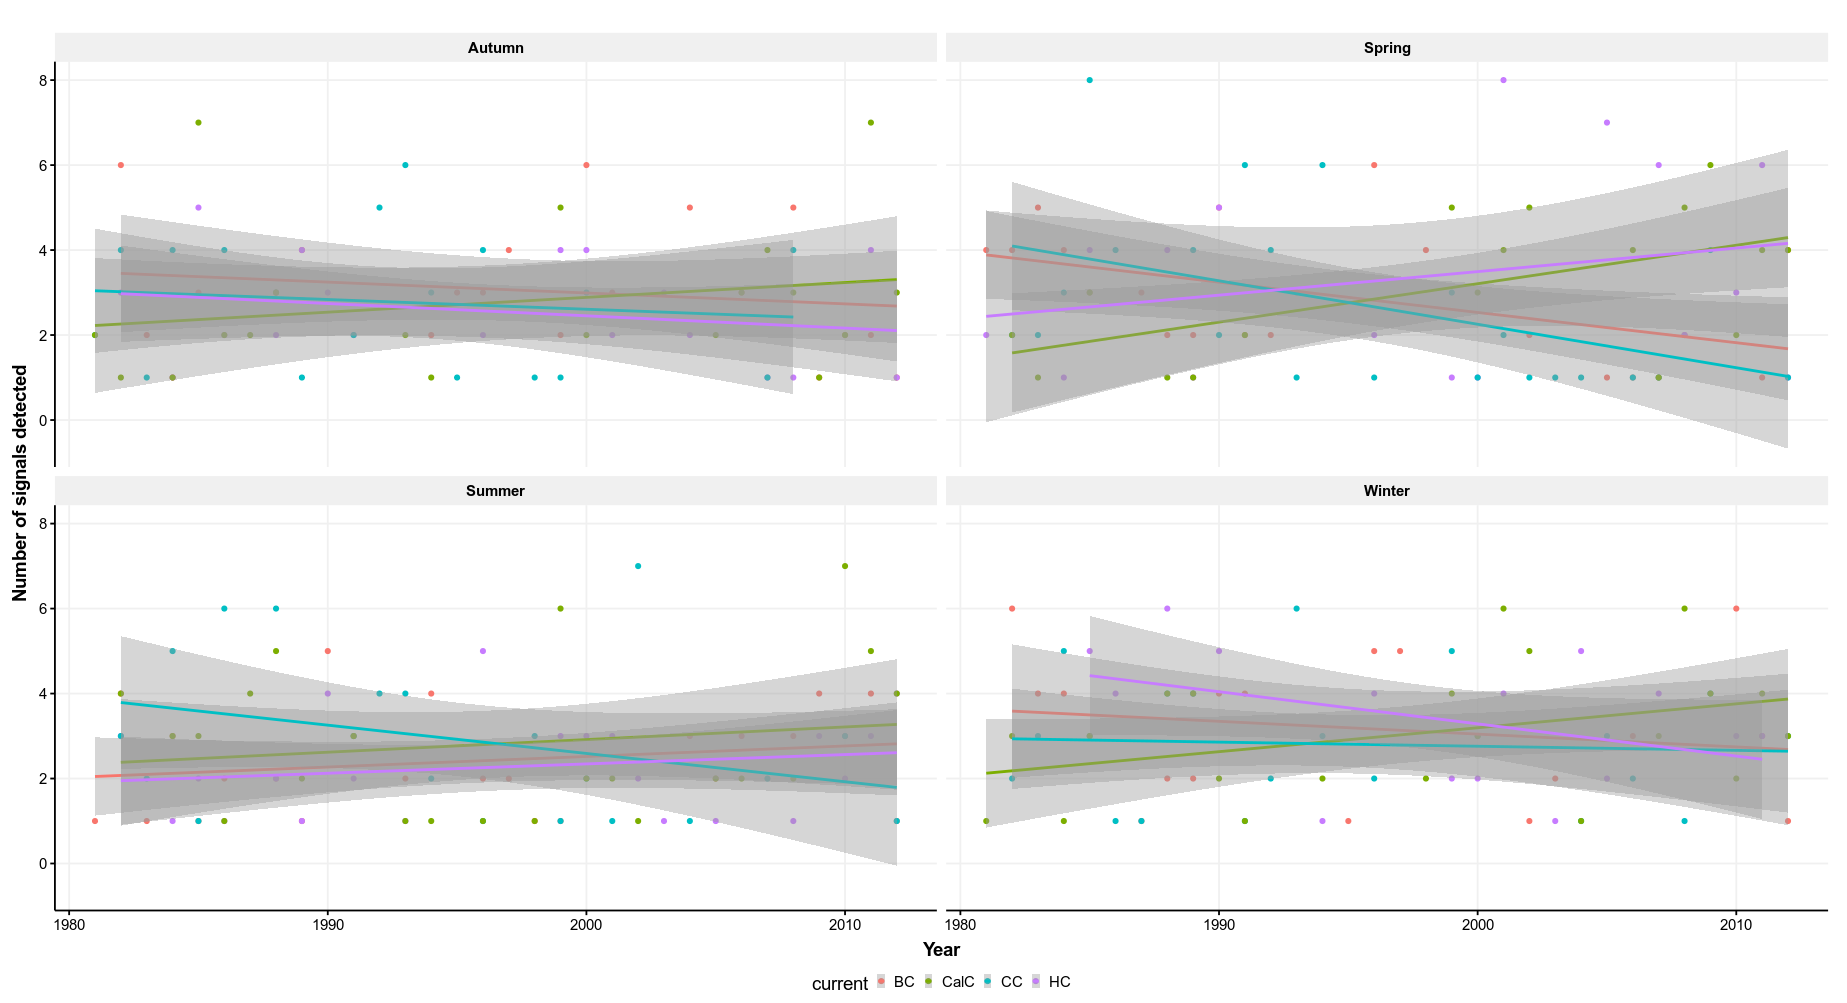 Autumn
Spring
8
6
4
2
0
Summer
Winter
8
6
4
2
0
Number of signals detected
1980 1990 2000 2010 1980 1990 2000 2010
Year
current BC CalC CC HC